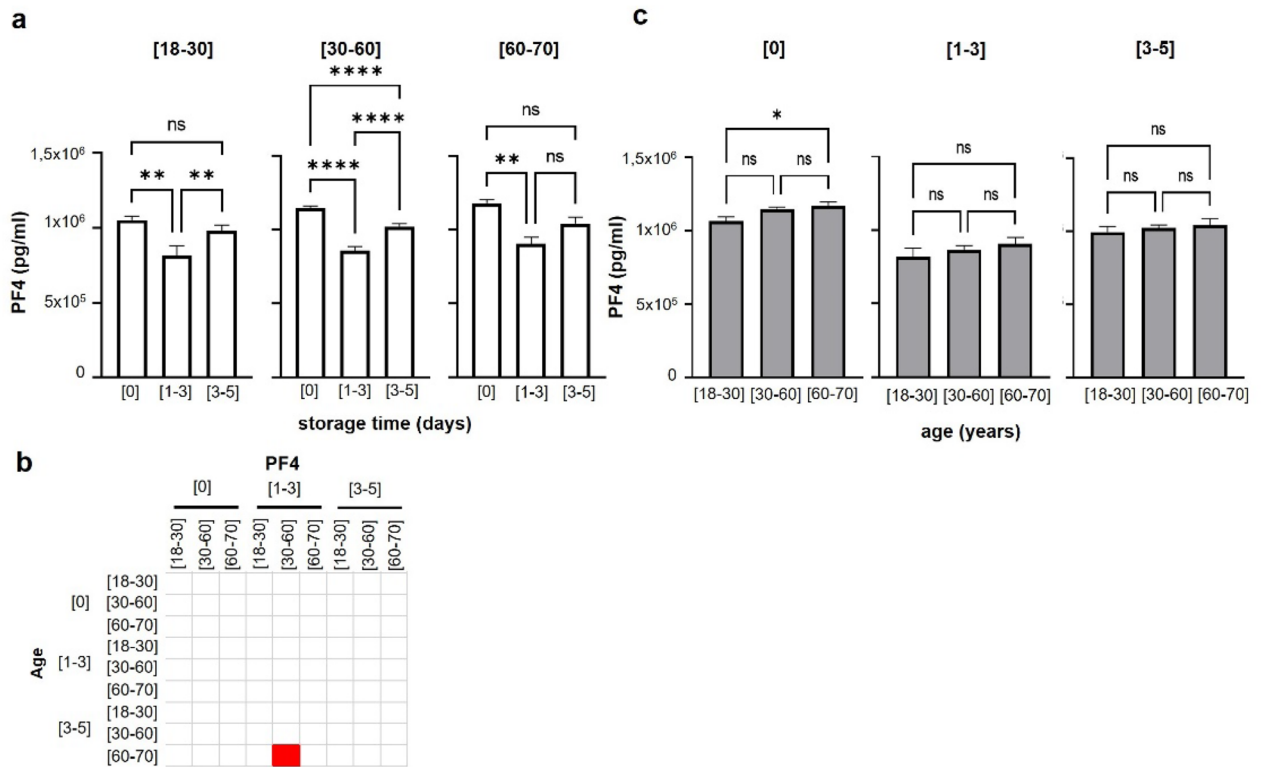 a
[18-30] [30-60] [60-70]
ns
** **
****
****
****
ns
** ns
1,5x10⁶
1x10⁶
5x10⁵
0
PF4 (pg/ml)
[0] [1-3] [3-5] [0] [1-3] [3-5] [0] [1-3] [3-5]
storage time (days)
c
[0] [1-3] [3-5]
*
ns ns
ns
ns ns
ns
ns ns
1,5x10⁶
1x10⁶
5x10⁵
0
PF4 (pg/ml)
[18-30] [30-60] [60-70] [18-30] [30-60] [60-70] [18-30] [30-60] [60-70]
age (years)
b
PF4
[0] [1-3] [3-5]
[18-30] [30-60] [60-70] [18-30] [30-60] [60-70] [18-30] [30-60] [60-70]
Age
[0]
[18-30]
[30-60]
[60-70]
[1-3]
[18-30]
[30-60]
[60-70]
[3-5]
[18-30]
[30-60]
[60-70]